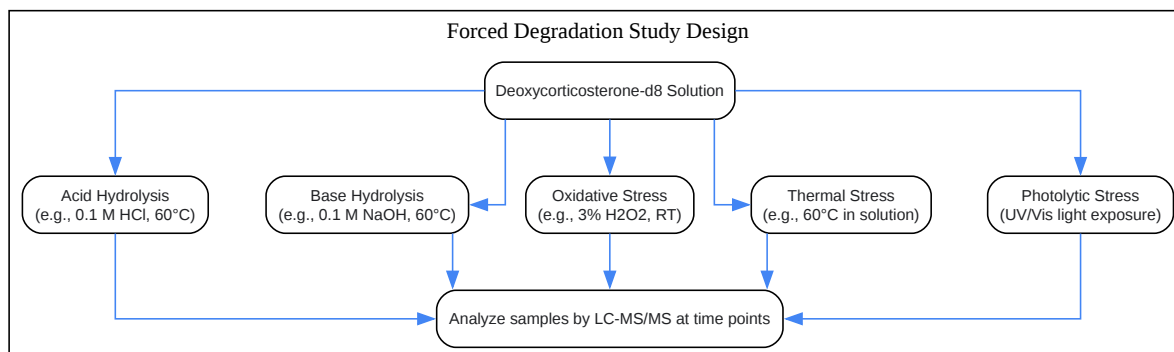 Forced Degradation Study Design
Deoxycorticosterone-d8 Solution
Acid Hydrolysis
(e.g., 0.1 M HCl, 60°C)
Base Hydrolysis
(e.g., 0.1 M NaOH, 60°C)
Oxidative Stress
(e.g., 3% H2O2, RT)
Thermal Stress
(e.g., 60°C in solution)
Photolytic Stress
(UV/Vis light exposure)
Analyze samples by LC-MS/MS at time points